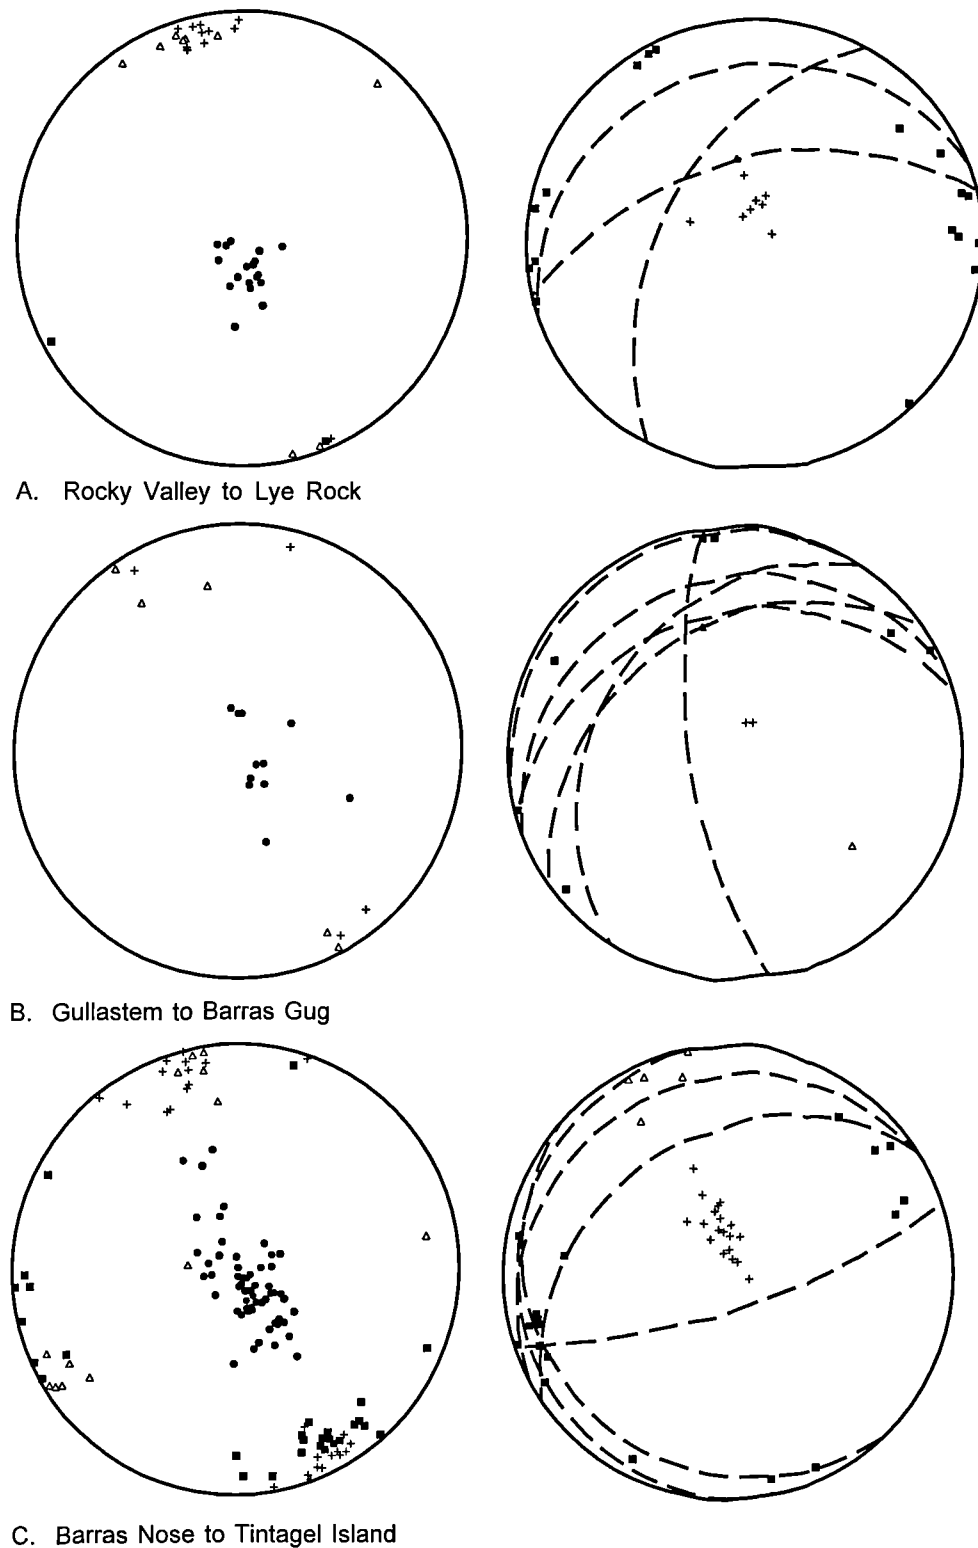 A. Rocky Valley to Lye Rock
B. Gullastem to Barras Gug
C. Barras Nose to Tintagel Island